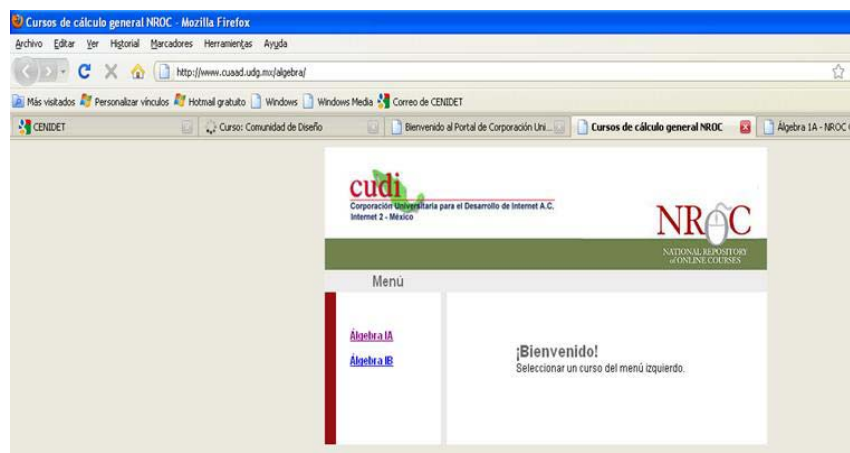 Cursos de cálculo general NROC - Mozilla Firefox
Archivo Editar Ver Historial Marcadores Herramientas Ayuda
http://www.cuaad.udg.mx/algebra/
Más visitados Personalizar vínculos Hotmail gratuito Windows Windows Media Correo de CENIDET
CENIDET Curso: Comunidad de Diseño Bienvenido al Portal de Corporación Uni... Cursos de cálculo general NROC Álgebra 1A - NROC
cudi
Corporación Universitaria para el Desarrollo de Internet A.C.
Internet 2 - México
NROC
NATIONAL REPOSITORY
of ONLINE COURSES
Menú
Álgebra IA
Álgebra IB
¡Bienvenido!
Seleccionar un curso del menú izquierdo.